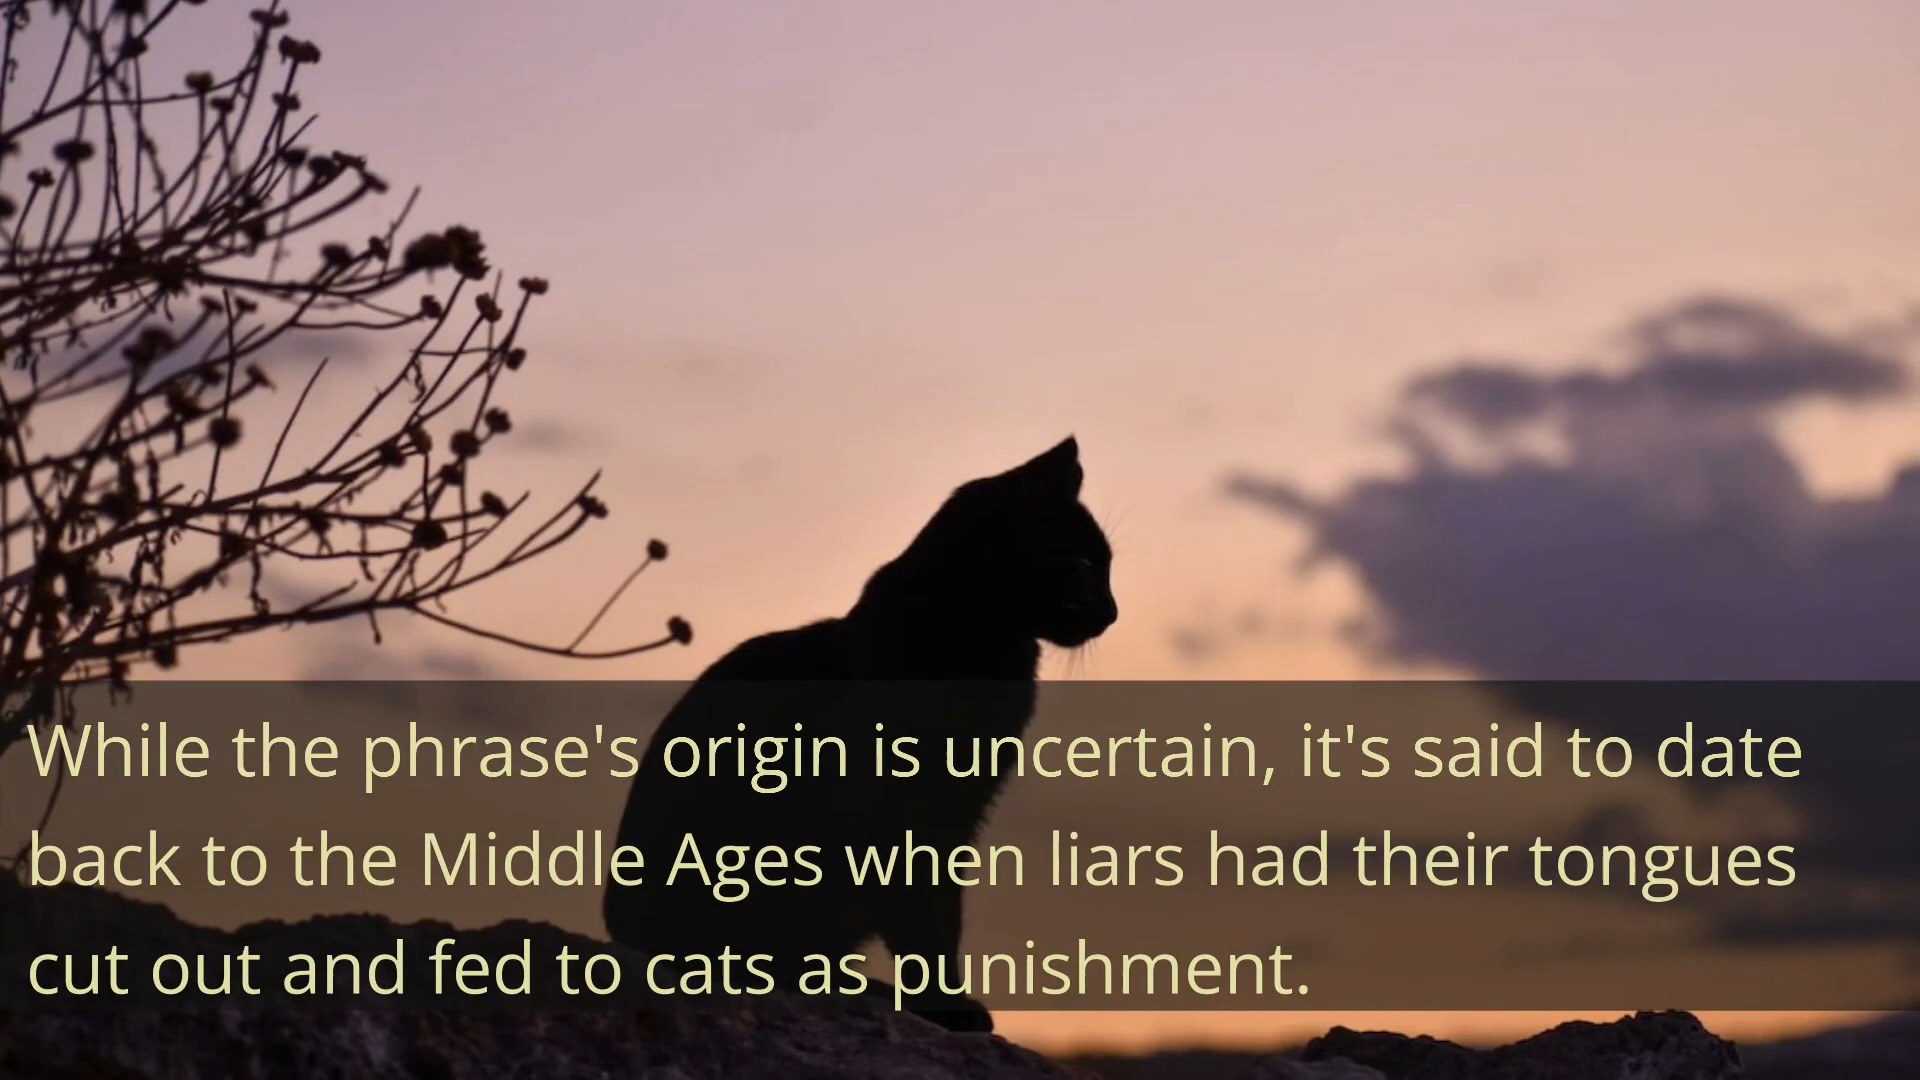 While the phrase's origin is uncertain, it's said to date
back to the Middle Ages when liars had their tongues
cut out and fed to cats as punishment.